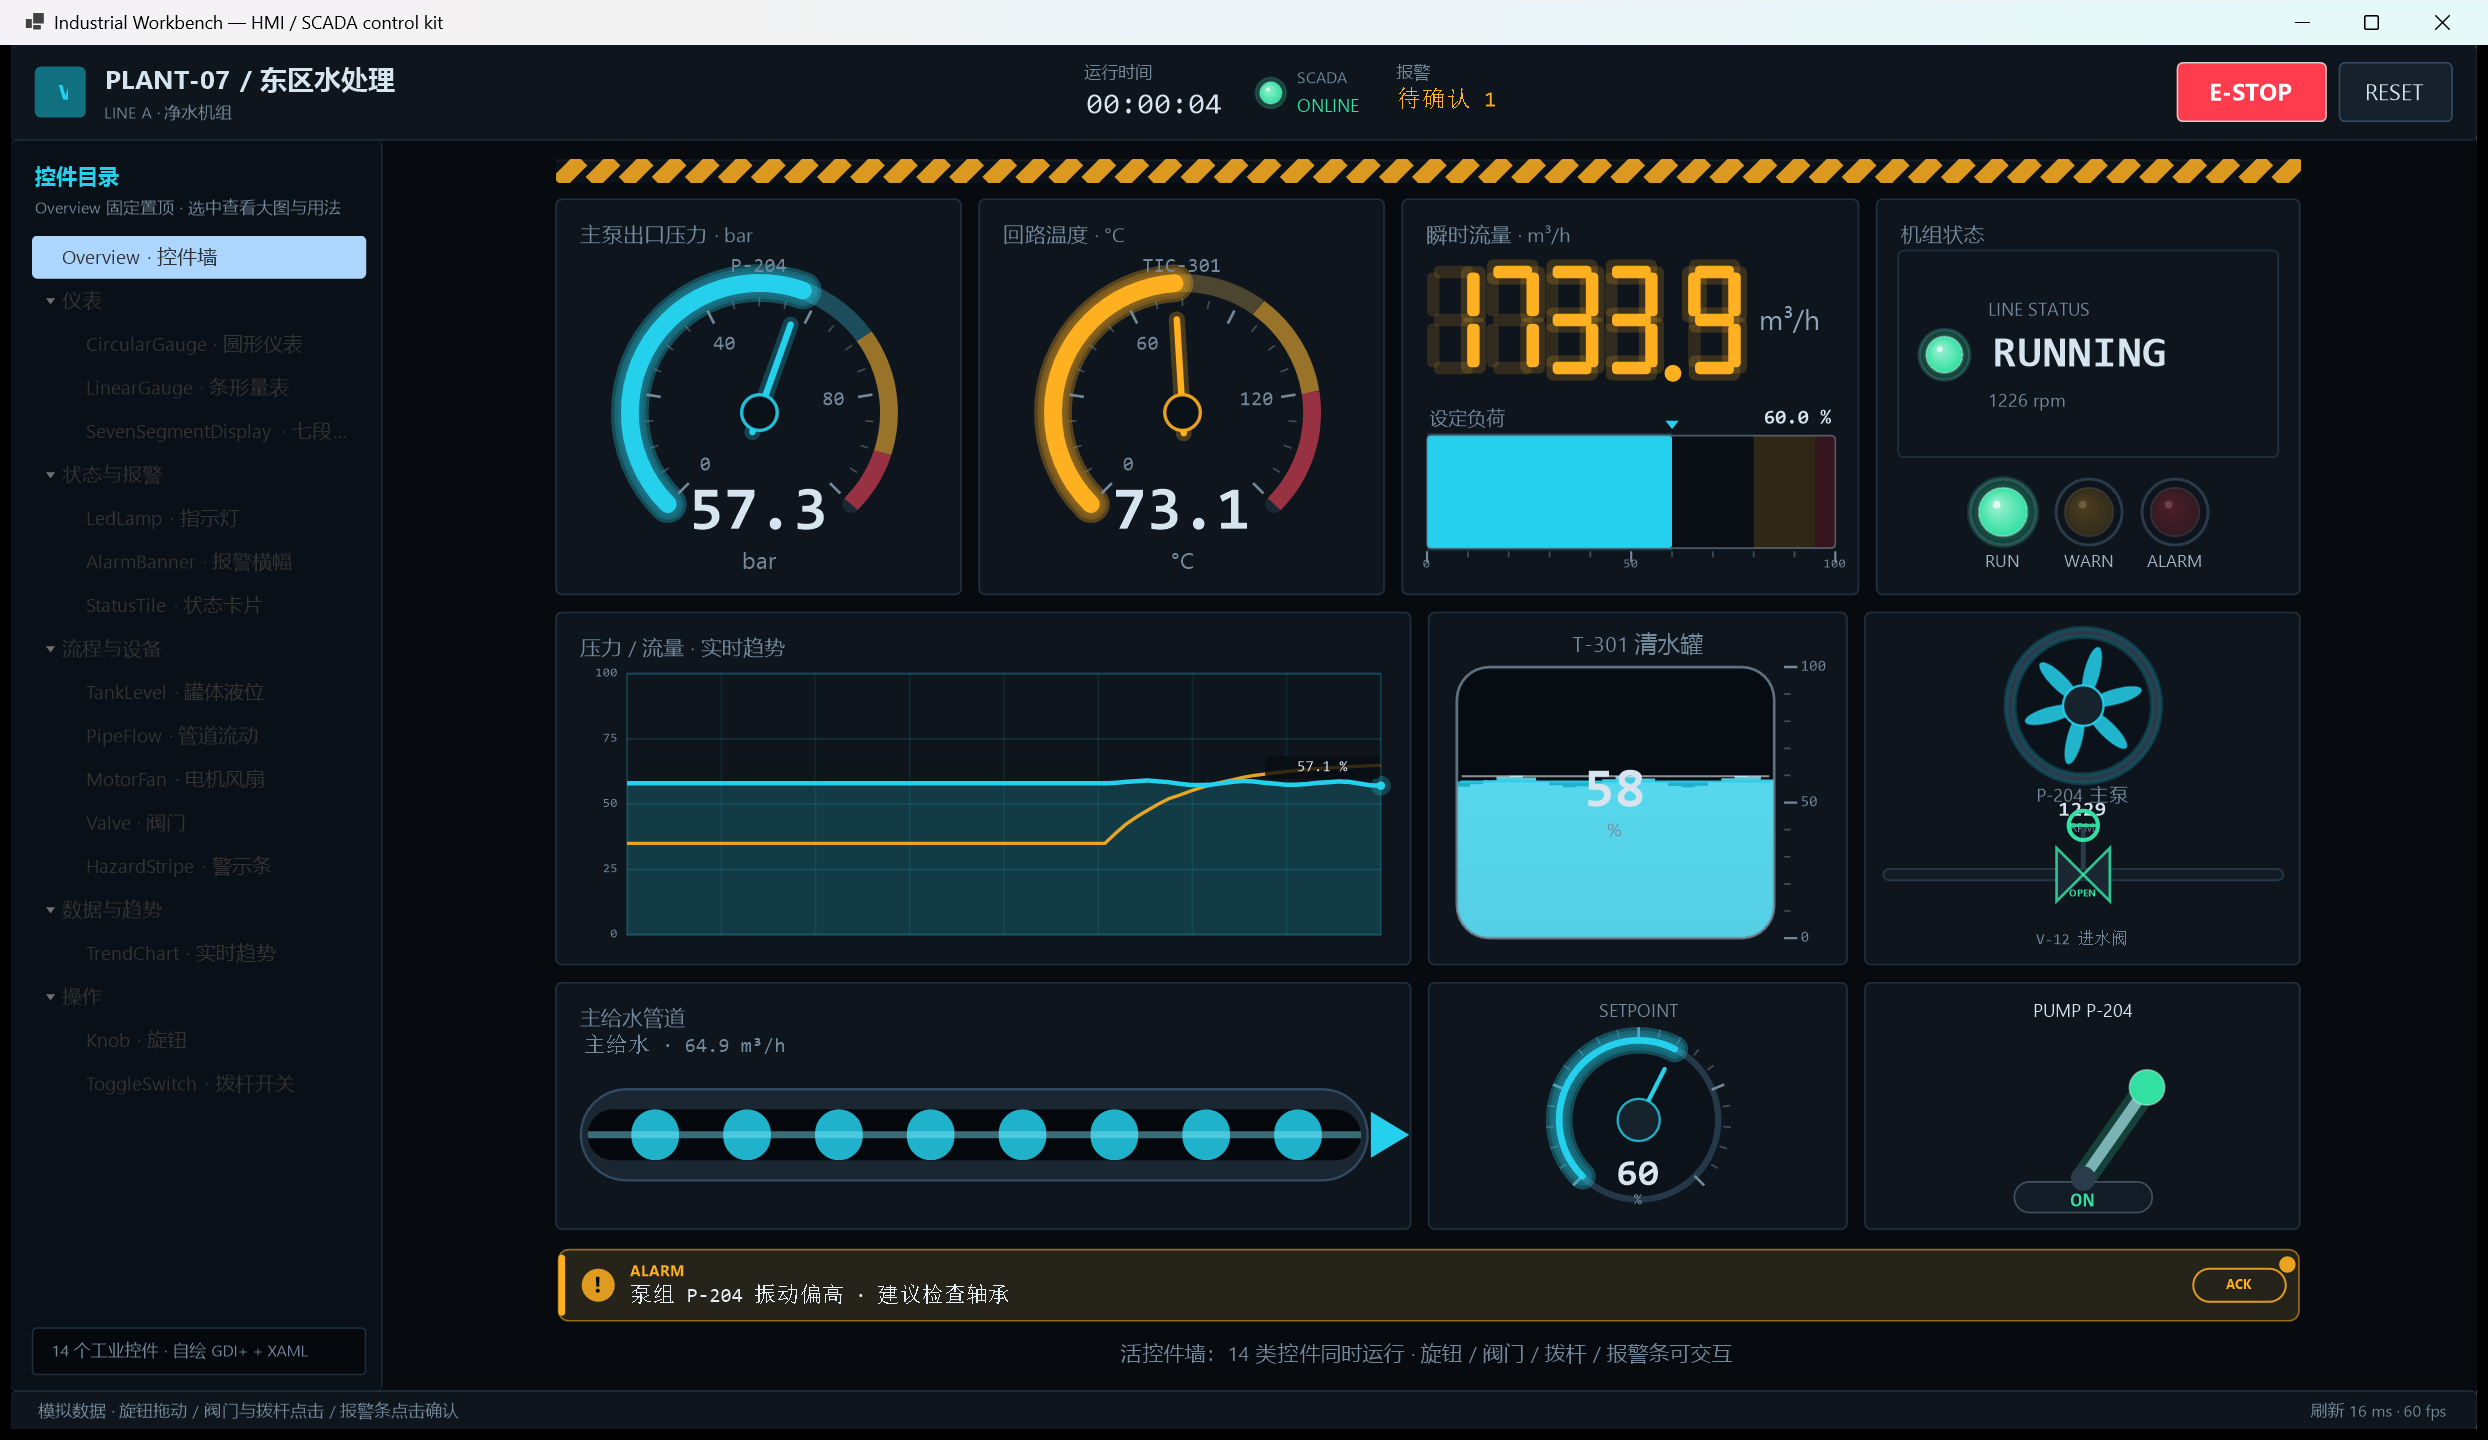 Industrial Workbench — HMI / SCADA control kit
PLANT-07 / 东区水处理
LINE A · 净水机组
运行时间
00:00:04
SCADA
ONLINE
报警
待确认 1
E-STOP
RESET
控件目录
Overview 固定置顶 · 选中查看大图与用法
Overview · 控件墙
仪表
CircularGauge · 圆形仪表
LinearGauge · 条形量表
SevenSegmentDisplay · 七段...
状态与报警
LedLamp · 指示灯
AlarmBanner · 报警横幅
StatusTile · 状态卡片
流程与设备
TankLevel · 罐体液位
PipeFlow · 管道流动
MotorFan · 电机风扇
Valve · 阀门
HazardStripe · 警示条
数据与趋势
TrendChart · 实时趋势
操作
Knob · 旋钮
ToggleSwitch · 拨杆开关
14 个工业控件 · 自绘 GDI+ + XAML
主泵出口压力 · bar
P-204
40
80
0
57.3
bar
回路温度 · °C
TIC-301
60
120
0
73.1
°C
瞬时流量 · m³/h
1733.9
m³/h
设定负荷
60.0 %
0
50
100
机组状态
LINE STATUS
RUNNING
1226 rpm
RUN
WARN
ALARM
压力 / 流量 · 实时趋势
100
75
57.1 %
50
25
0
T-301 清水罐
100
58
%
50
0
P-204 主泵
1229
OPEN
V-12 进水阀
主给水管道
主给水 · 64.9 m³/h
SETPOINT
60
%
PUMP P-204
ON
ALARM
泵组 P-204 振动偏高 · 建议检查轴承
ACK
活控件墙：14 类控件同时运行 · 旋钮 / 阀门 / 拨杆 / 报警条可交互
模拟数据 · 旋钮拖动 / 阀门与拨杆点击 / 报警条点击确认
刷新 16 ms · 60 fps